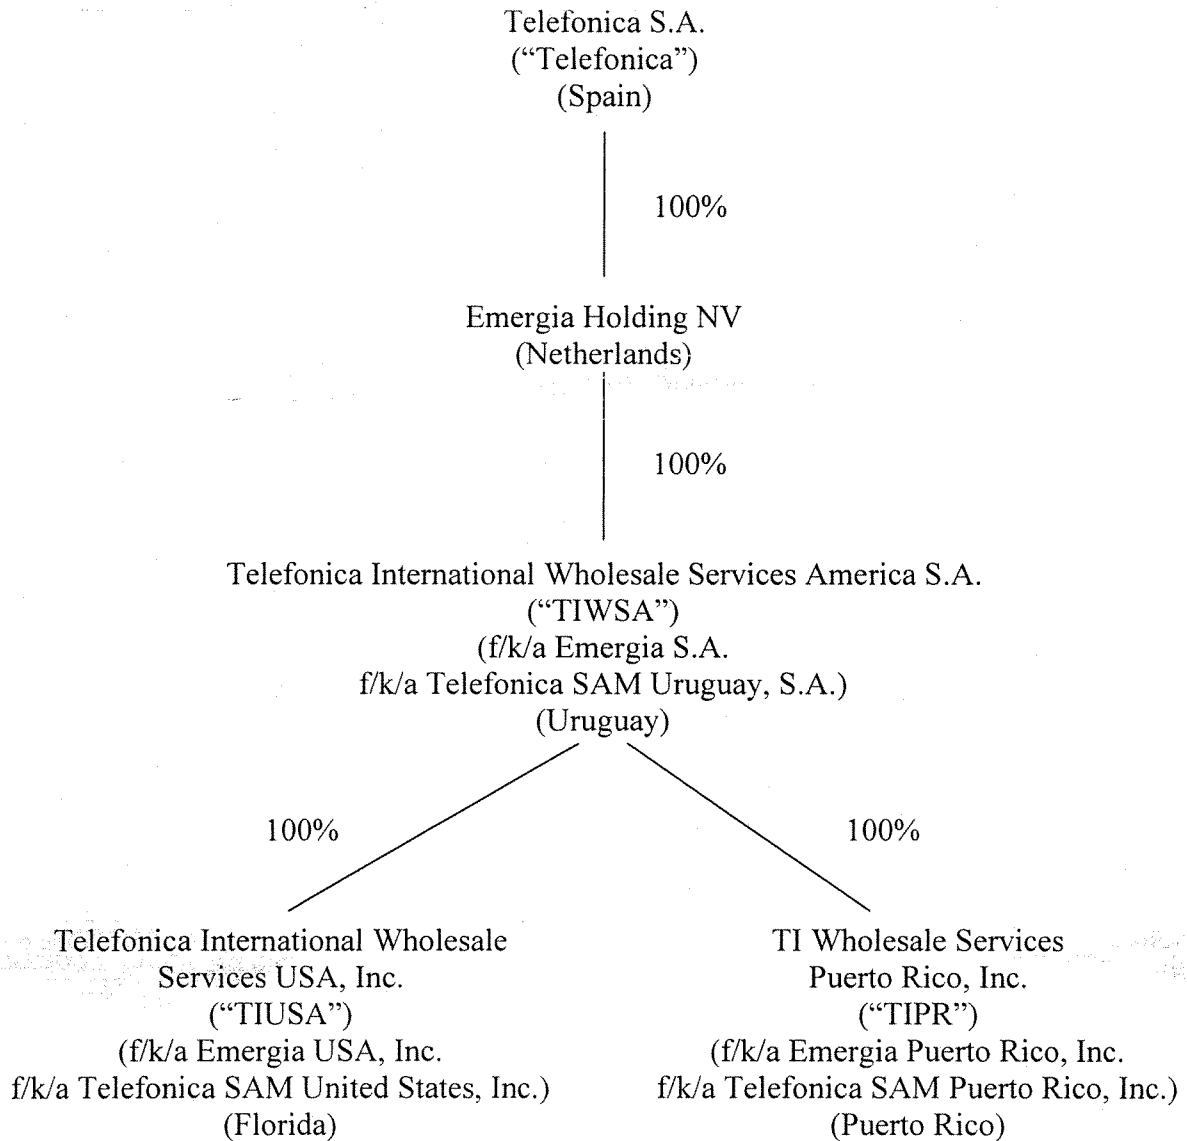 Telefonica S.A.
(“Telefonica”)
(Spain)
100%
Emergia Holding NV
(Netherlands)
100%
Telefonica International Wholesale Services America S.A.
(“TIWSA”)
(f/k/a Emergia S.A.
f/k/a Telefonica SAM Uruguay, S.A.)
(Uruguay)
100%
100%
Telefonica International Wholesale
Services USA, Inc.
(“TIUSA”)
(f/k/a Emergia USA, Inc.
f/k/a Telefonica SAM United States, Inc.)
(Florida)
TI Wholesale Services
Puerto Rico, Inc.
(“TIPR”)
(f/k/a Emergia Puerto Rico, Inc.
f/k/a Telefonica SAM Puerto Rico, Inc.)
(Puerto Rico)